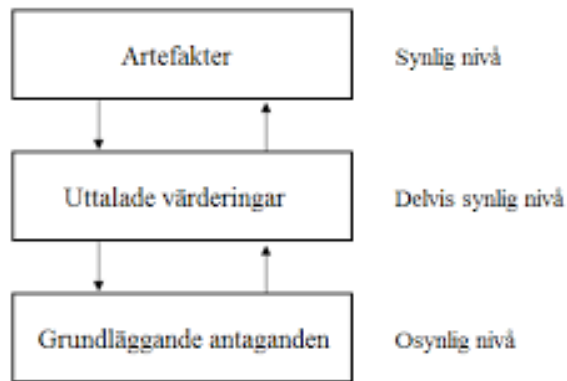 Artefakter Synlig nivå
Uttalade värderingar Delvis synlig nivå
Grundläggande antaganden Osynlig nivå